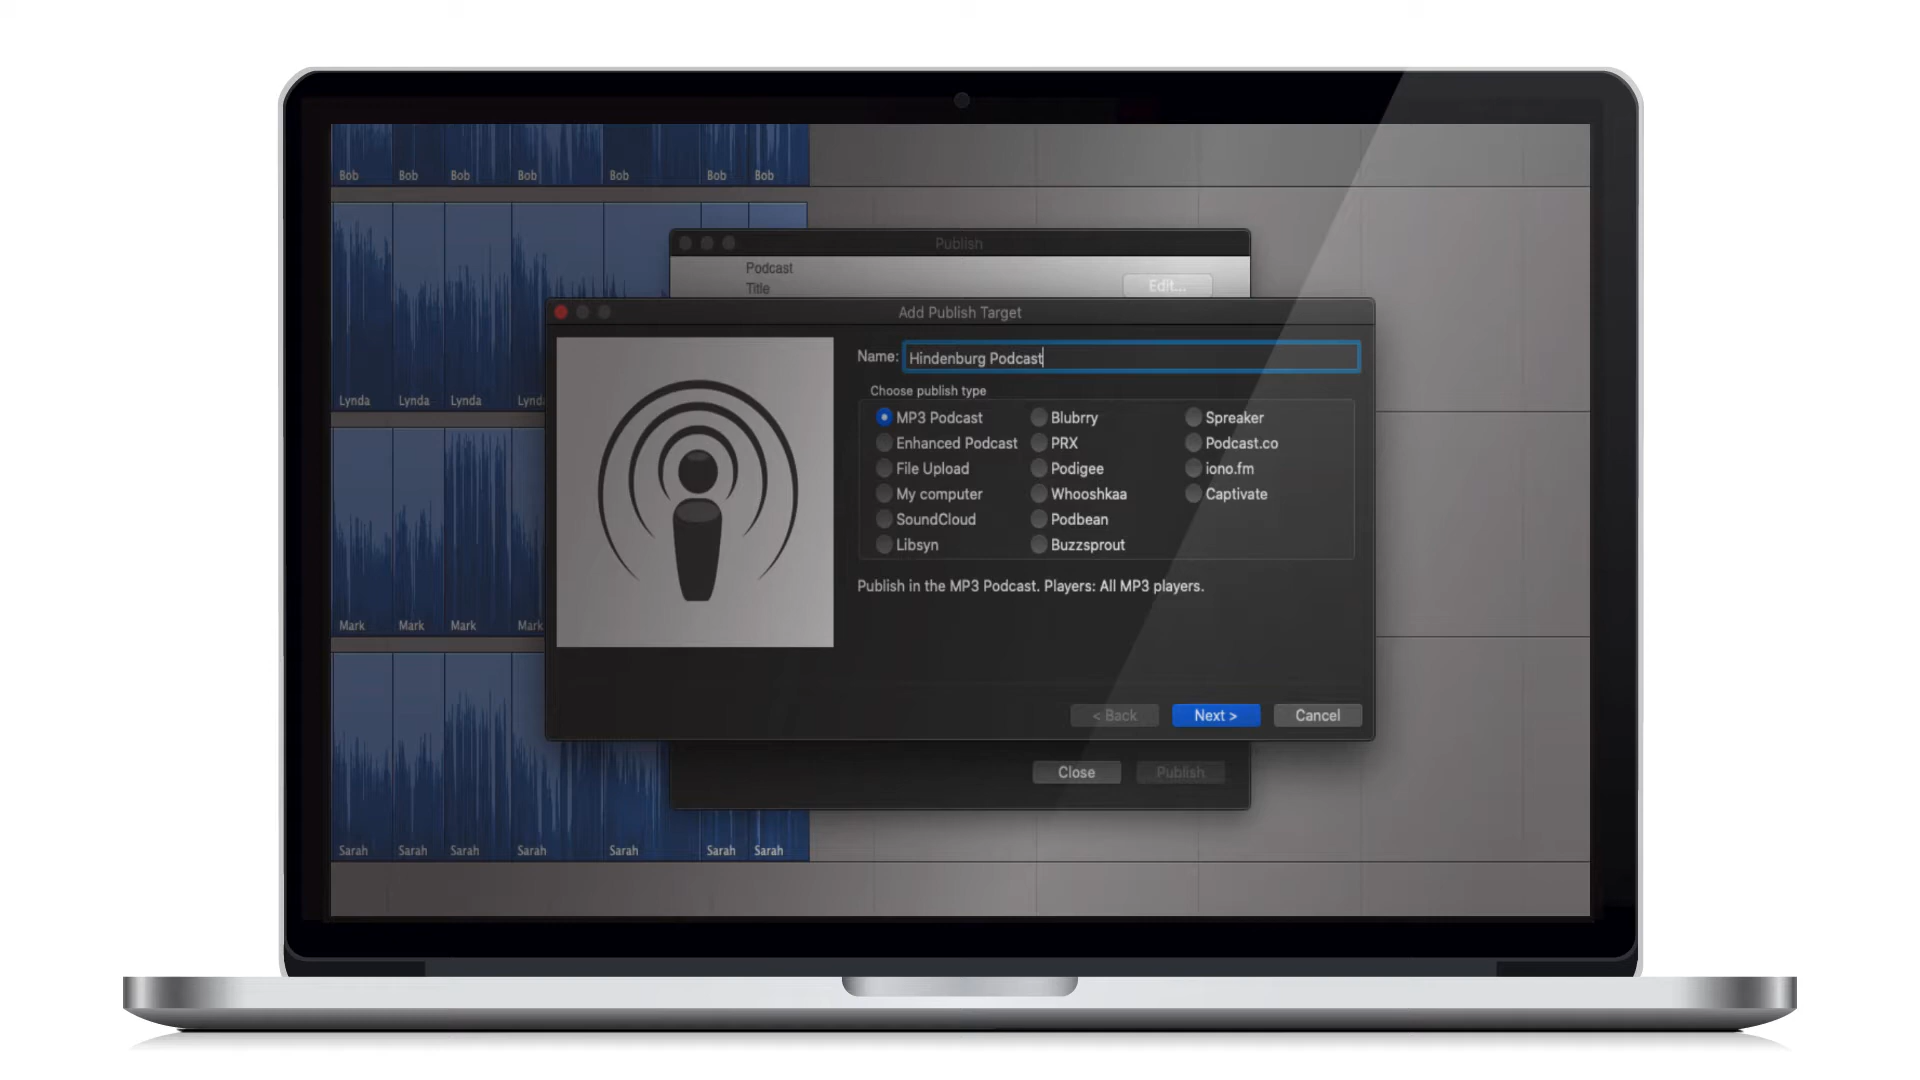 Bob Bob Bob Bob Bob Bob Bob
Publish
Podcast
Title
Edit...
Add Publish Target
Name: Hindenburg Podcast
Choose publish type
MP3 Podcast Blubrry Spreaker
Enhanced Podcast PRX Podcast.co
File Upload Podigee iono.fm
My computer Whooshkaa Captivate
SoundCloud Podbean
Libsyn Buzzsprout
Publish in the MP3 Podcast. Players: All MP3 players.
Lynda Lynda Lynda
Mark Mark Mark Mark
< Back Next > Cancel
Close Publish
Sarah Sarah Sarah Sarah Sarah Sarah Sarah